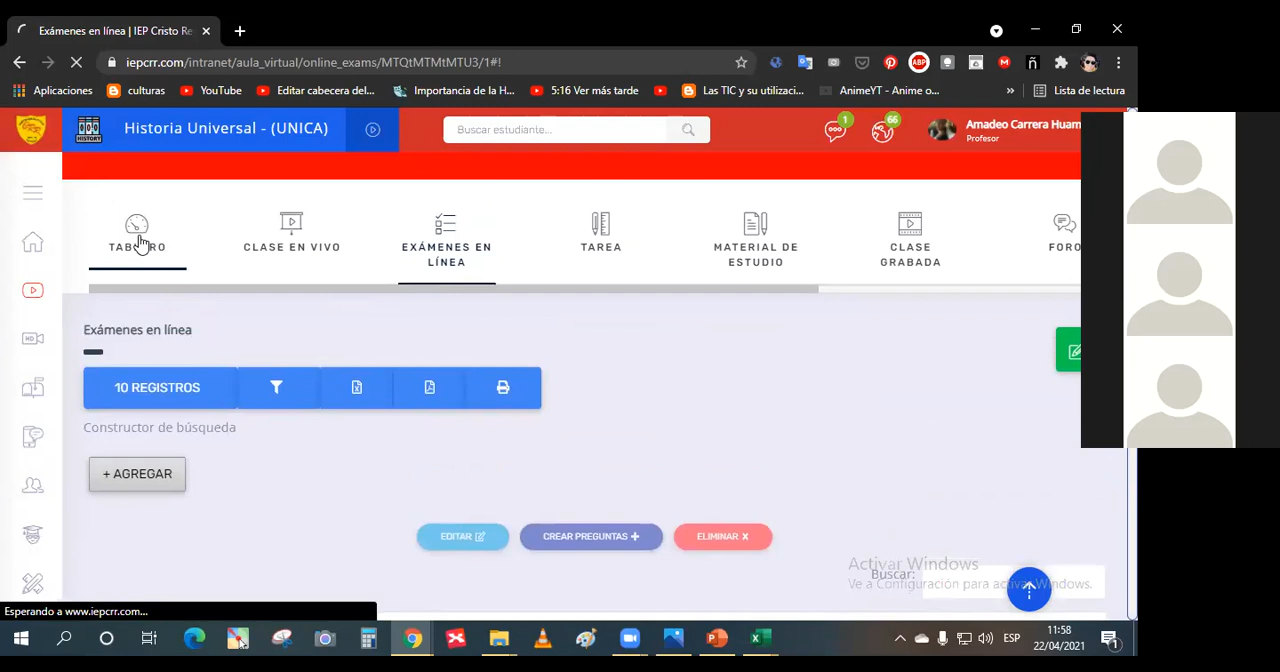 Exámenes en línea | IEP Cristo Re
iepcrr.com/intranet/aula_virtual/online_exams/MTQtMTMtMTU3/1#!
Aplicaciones
culturas
YouTube
Editar cabecera del...
Importancia de la H...
5:16 Ver más tarde
Las TIC y su utilizaci...
AnimeYT - Anime o...
»
Lista de lectura
HISTORY
Historia Universal - (UNICA)
Buscar estudiante...
1
66
Amadeo Carrera Huam
Profesor
CLASE EN VIVO
EXÁMENES EN
LÍNEA
TAREA
MATERIAL DE
ESTUDIO
CLASE
GRABADA
FORO
Exámenes en línea
10 REGISTROS
Constructor de búsqueda
+ AGREGAR
EDITAR
CREAR PREGUNTAS
ELIMINAR
Buscar:
Activar Windows
Ve a Configuración para activar Windows.
Esperando a www.iepcrr.com...
ESP
11:58
22/04/2021
1